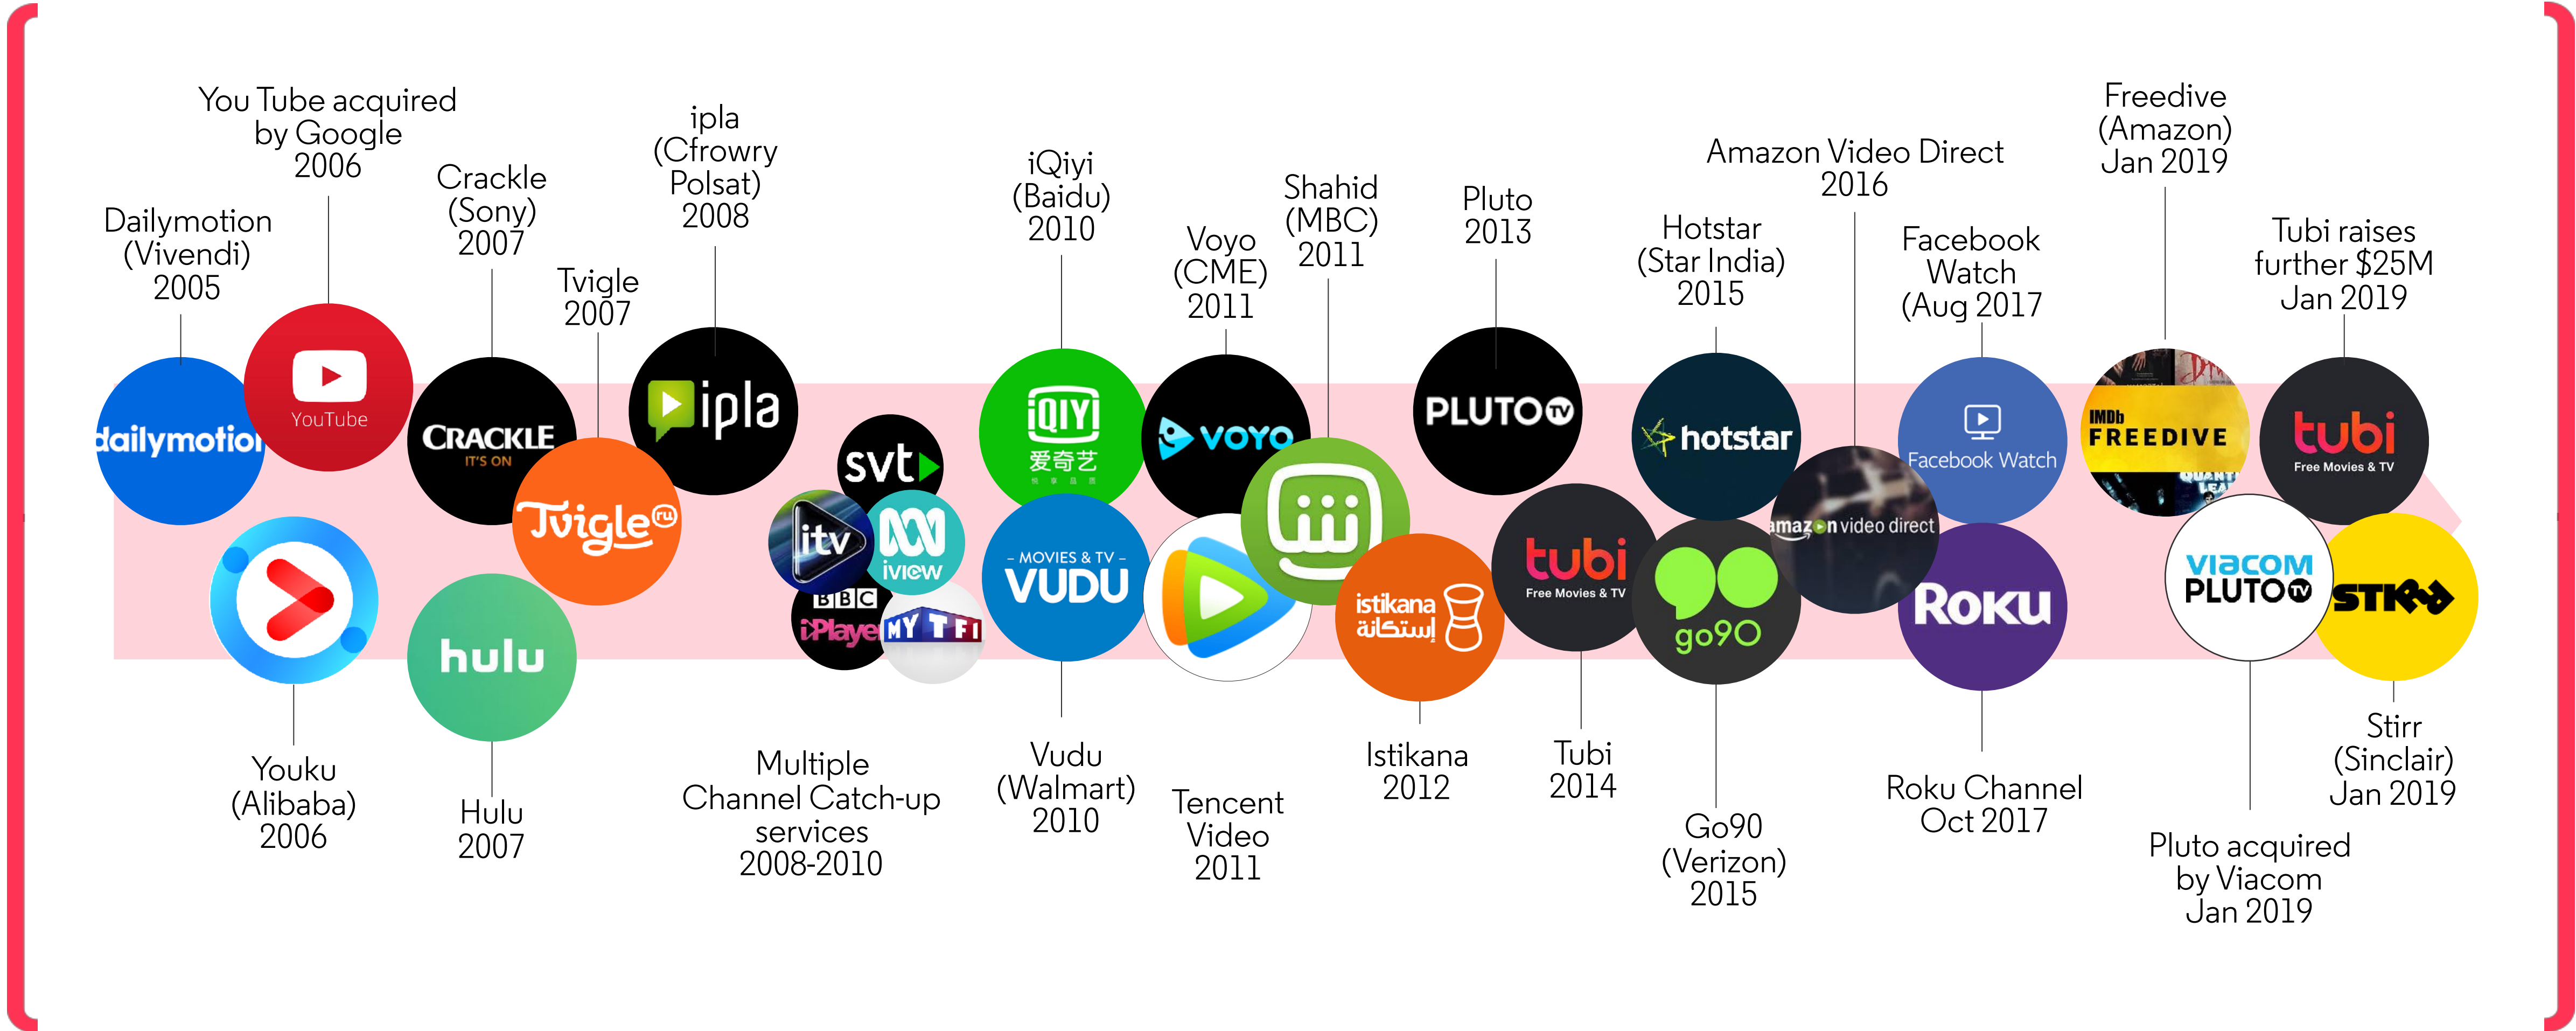 You Tube acquired
by Google
2006
Dailymotion
(Vivendi)
2005
Crackle
(Sony)
2007
Tvigle
2007
ipla
(Cfrowry
Polsat)
2008
iQiyi
(Baidu)
2010
Voyo
(CME)
2011
Shahid
(MBC)
2011
Pluto
2013
Hotstar
(Star India)
2015
Amazon Video Direct
2016
Facebook
Watch
(Aug 2017
Freedive
(Amazon)
Jan 2019
Tubi raises
further $25M
Jan 2019
dailymotion
YouTube
CRACKLE
IT'S ON
Tvigle ru
ipla
svt
itv
iview
BBC
iPlayer
MYTF1
iQIYI
爱奇艺
悦享品质
– MOVIES & TV –
VUDU
VOYO
istikana
إستكانة
PLUTO TV
tubi
Free Movies & TV
hotstar
go90
amazon video direct
Facebook Watch
Roku
IMDb
FREEDIVE
QUANT
LEA
VIACOM
PLUTO TV
tubi
Free Movies & TV
STIRR
hulu
Youku
(Alibaba)
2006
Hulu
2007
Multiple
Channel Catch-up
services
2008-2010
Vudu
(Walmart)
2010
Tencent
Video
2011
Istikana
2012
Tubi
2014
Go90
(Verizon)
2015
Roku Channel
Oct 2017
Pluto acquired
by Viacom
Jan 2019
Stirr
(Sinclair)
Jan 2019